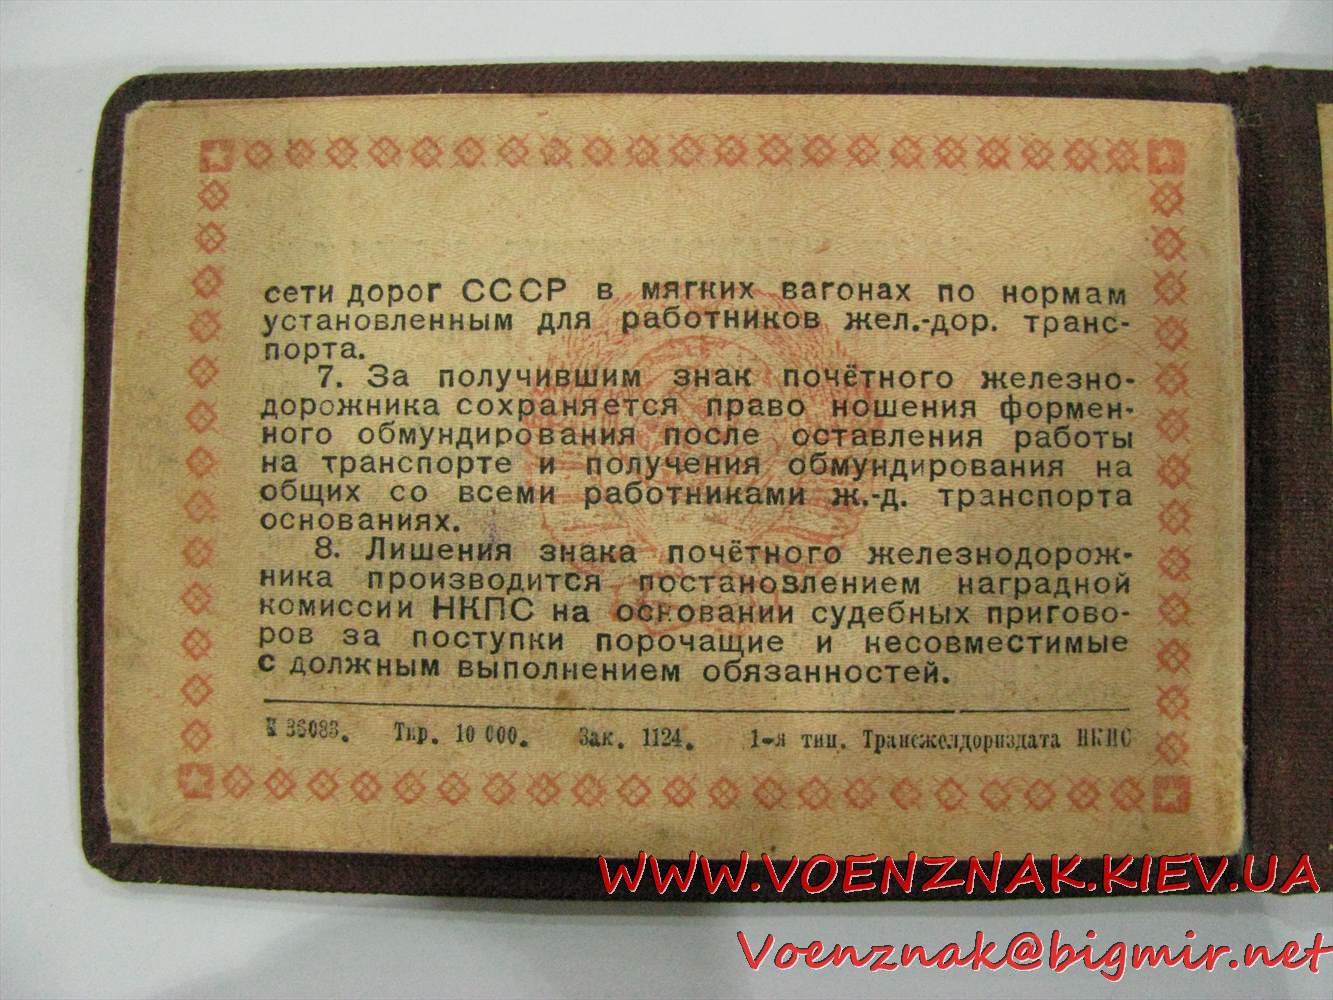 сети дорог СССР в мягких вагонах по нормам
установленным для работников жел.-дор. транс-
порта.
7. За получившим знак почётного железно-
дорожника сохраняется право ношения формен-
ного обмундирования после оставления работы
на транспорте и получения обмундирования на
общих со всеми работниками ж.-д. транспорта
основаниях.
8. Лишения знака почётного железнодорож-
ника производится постановлением наградной
комиссии НКПС на основании судебных пригово-
ров за поступки порочащие и несовместимые
с должным выполнением обязанностей.
36083. Тир. 10 000. Зак. 1124. 1-я тип. Трансжелдориздата НКПС
WWW.VOENZNAK.KIEV.UA
Voenznak@bigmir.net